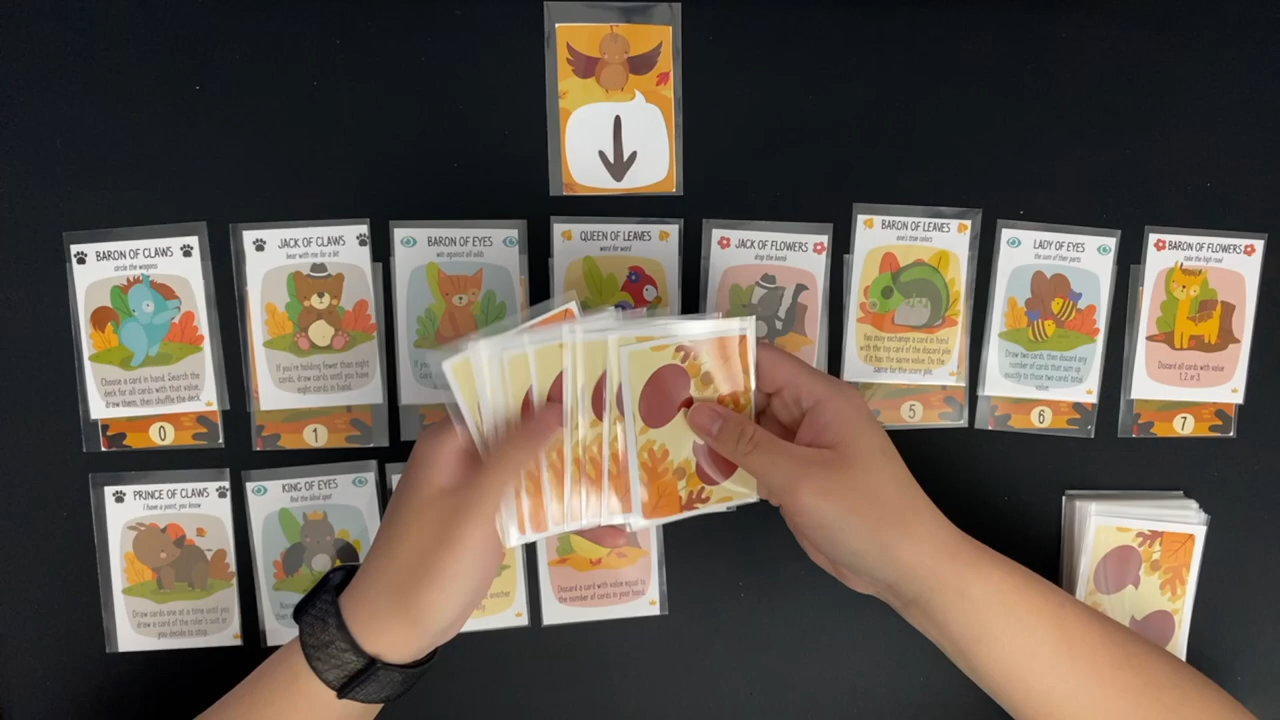 BARON OF CLAWS
circle the wagons
Choose a card in hand. Search the
deck for all cards with that value,
draw them, then shuffle the deck.
0
JACK OF CLAWS
bear with me for a bit
If you're holding fewer than eight
cards, draw cards until you have
eight cards in hand.
1
BARON OF EYES
win against all odds
If you
QUEEN OF LEAVES
word for word
JACK OF FLOWERS
drop the bomb
BARON OF LEAVES
one's true colors
You may exchange a card in hand
with the top card of the discard pile
if it has the same value. Do the
same for the score pile.
5
LADY OF EYES
the sum of their parts
Draw two cards, then discard any
number of cards that sum up
exactly to those two cards' total
value.
6
BARON OF FLOWERS
take the high road
Discard all cards with value
1, 2, or 3.
7
PRINCE OF CLAWS
I have a point, you know
Draw cards one at a time until you
draw a card of the ruler's suit or
you decide to stop.
KING OF EYES
find the blind spot
another
Discard a card with value equal to
the number of cards in your hand.